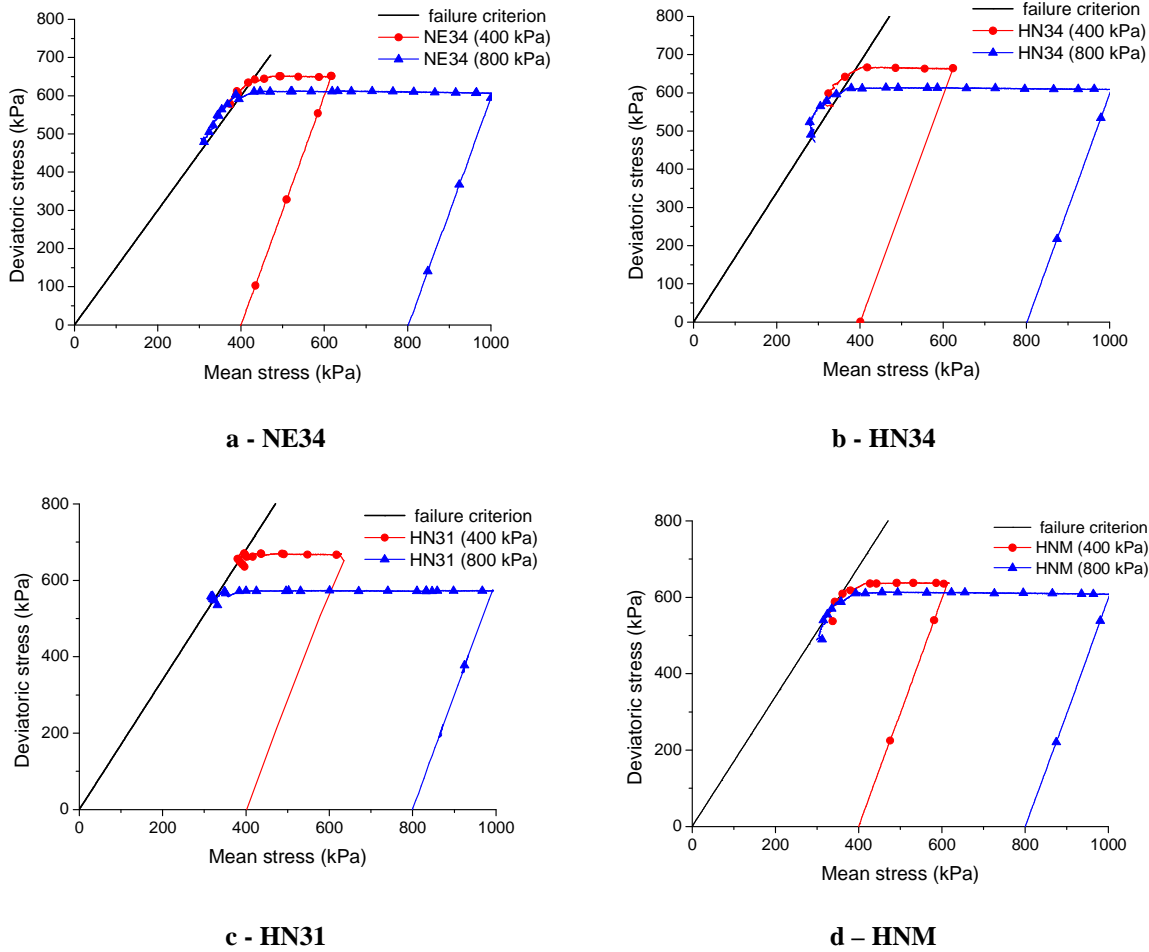 800
700
600
500
400
300
200
100
0
0
200
400
600
800
1000
Deviatoric stress (kPa)
Mean stress (kPa)
failure criterion
NE34 (400 kPa)
NE34 (800 kPa)
a - NE34
800
700
600
500
400
300
200
100
0
0
200
400
600
800
1000
Deviatoric stress (kPa)
Mean stress (kPa)
failure criterion
HN34 (400 kPa)
HN34 (800 kPa)
b - HN34
800
600
400
200
0
0
200
400
600
800
1000
Deviatoric stress (kPa)
Mean stress (kPa)
failure criterion
HN31 (400 kPa)
HN31 (800 kPa)
c - HN31
800
600
400
200
0
0
200
400
600
800
1000
Deviatoric stress (kPa)
Mean stress (kPa)
failure criterion
HNM (400 kPa)
HNM (800 kPa)
d – HNM